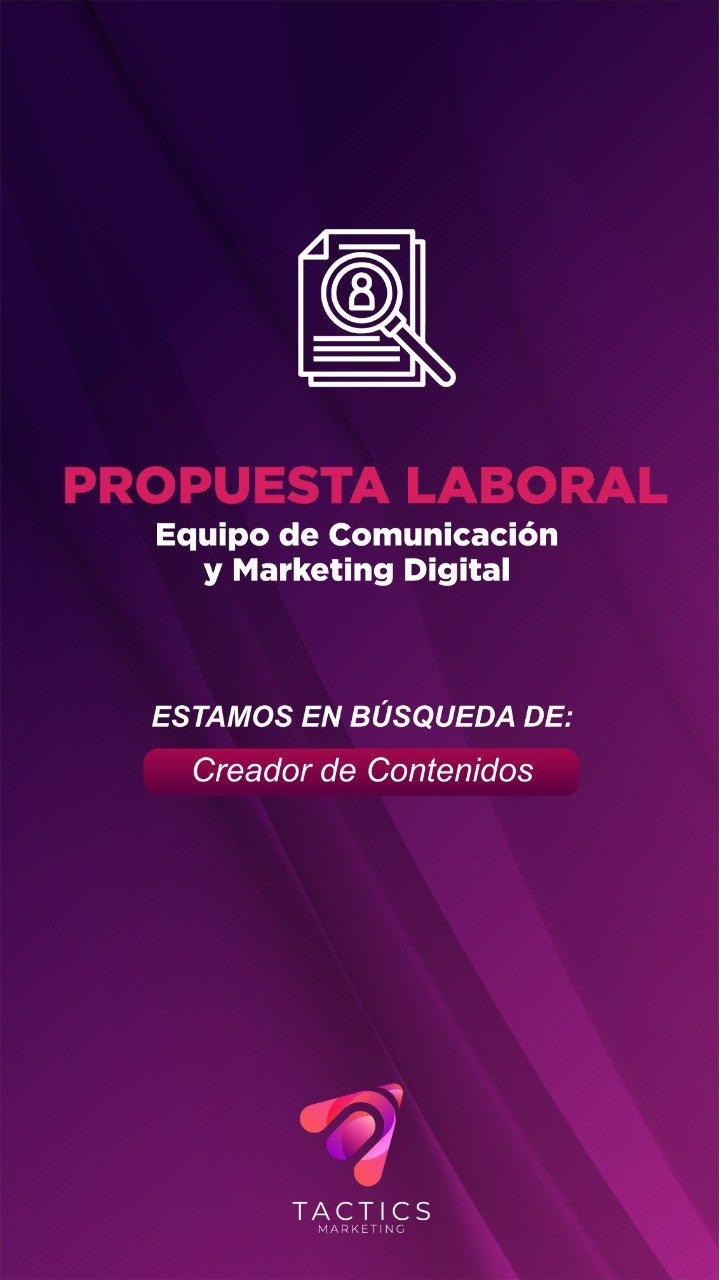 PROPUESTA LABORAL
Equipo de Comunicación
y Marketing Digital
ESTAMOS EN BÚSQUEDA DE:
Creador de Contenidos
TACTICS
MARKETING